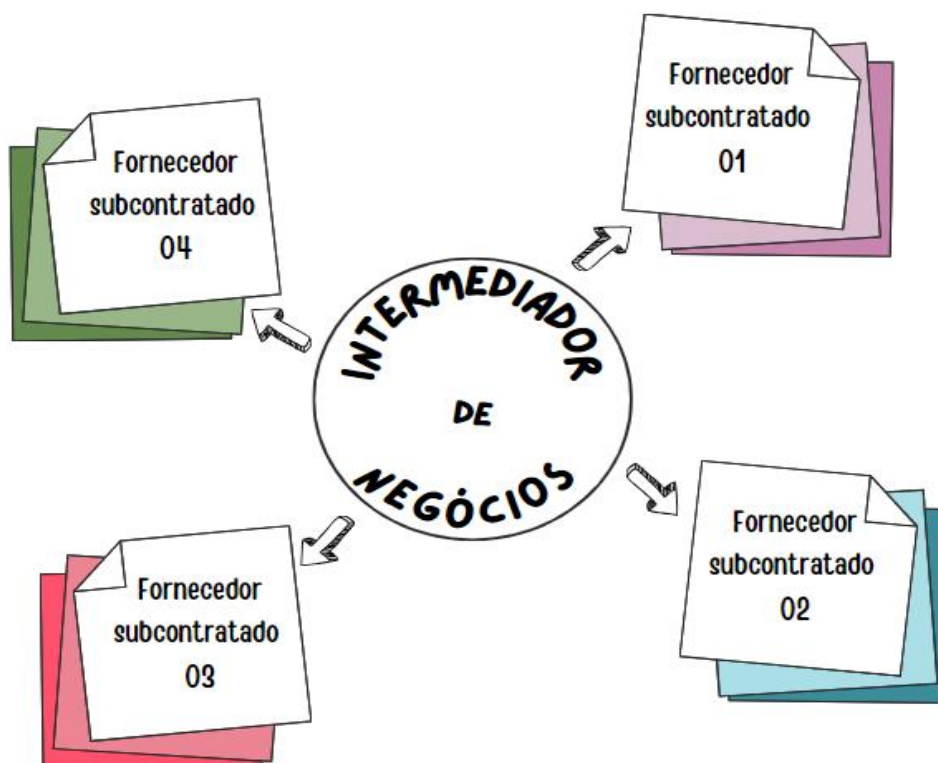 Fornecedor
subcontratado
01
Fornecedor
subcontratado
04
INTERMEDIADOR
DE
NEGÓCIOS
Fornecedor
subcontratado
02
Fornecedor
subcontratado
03